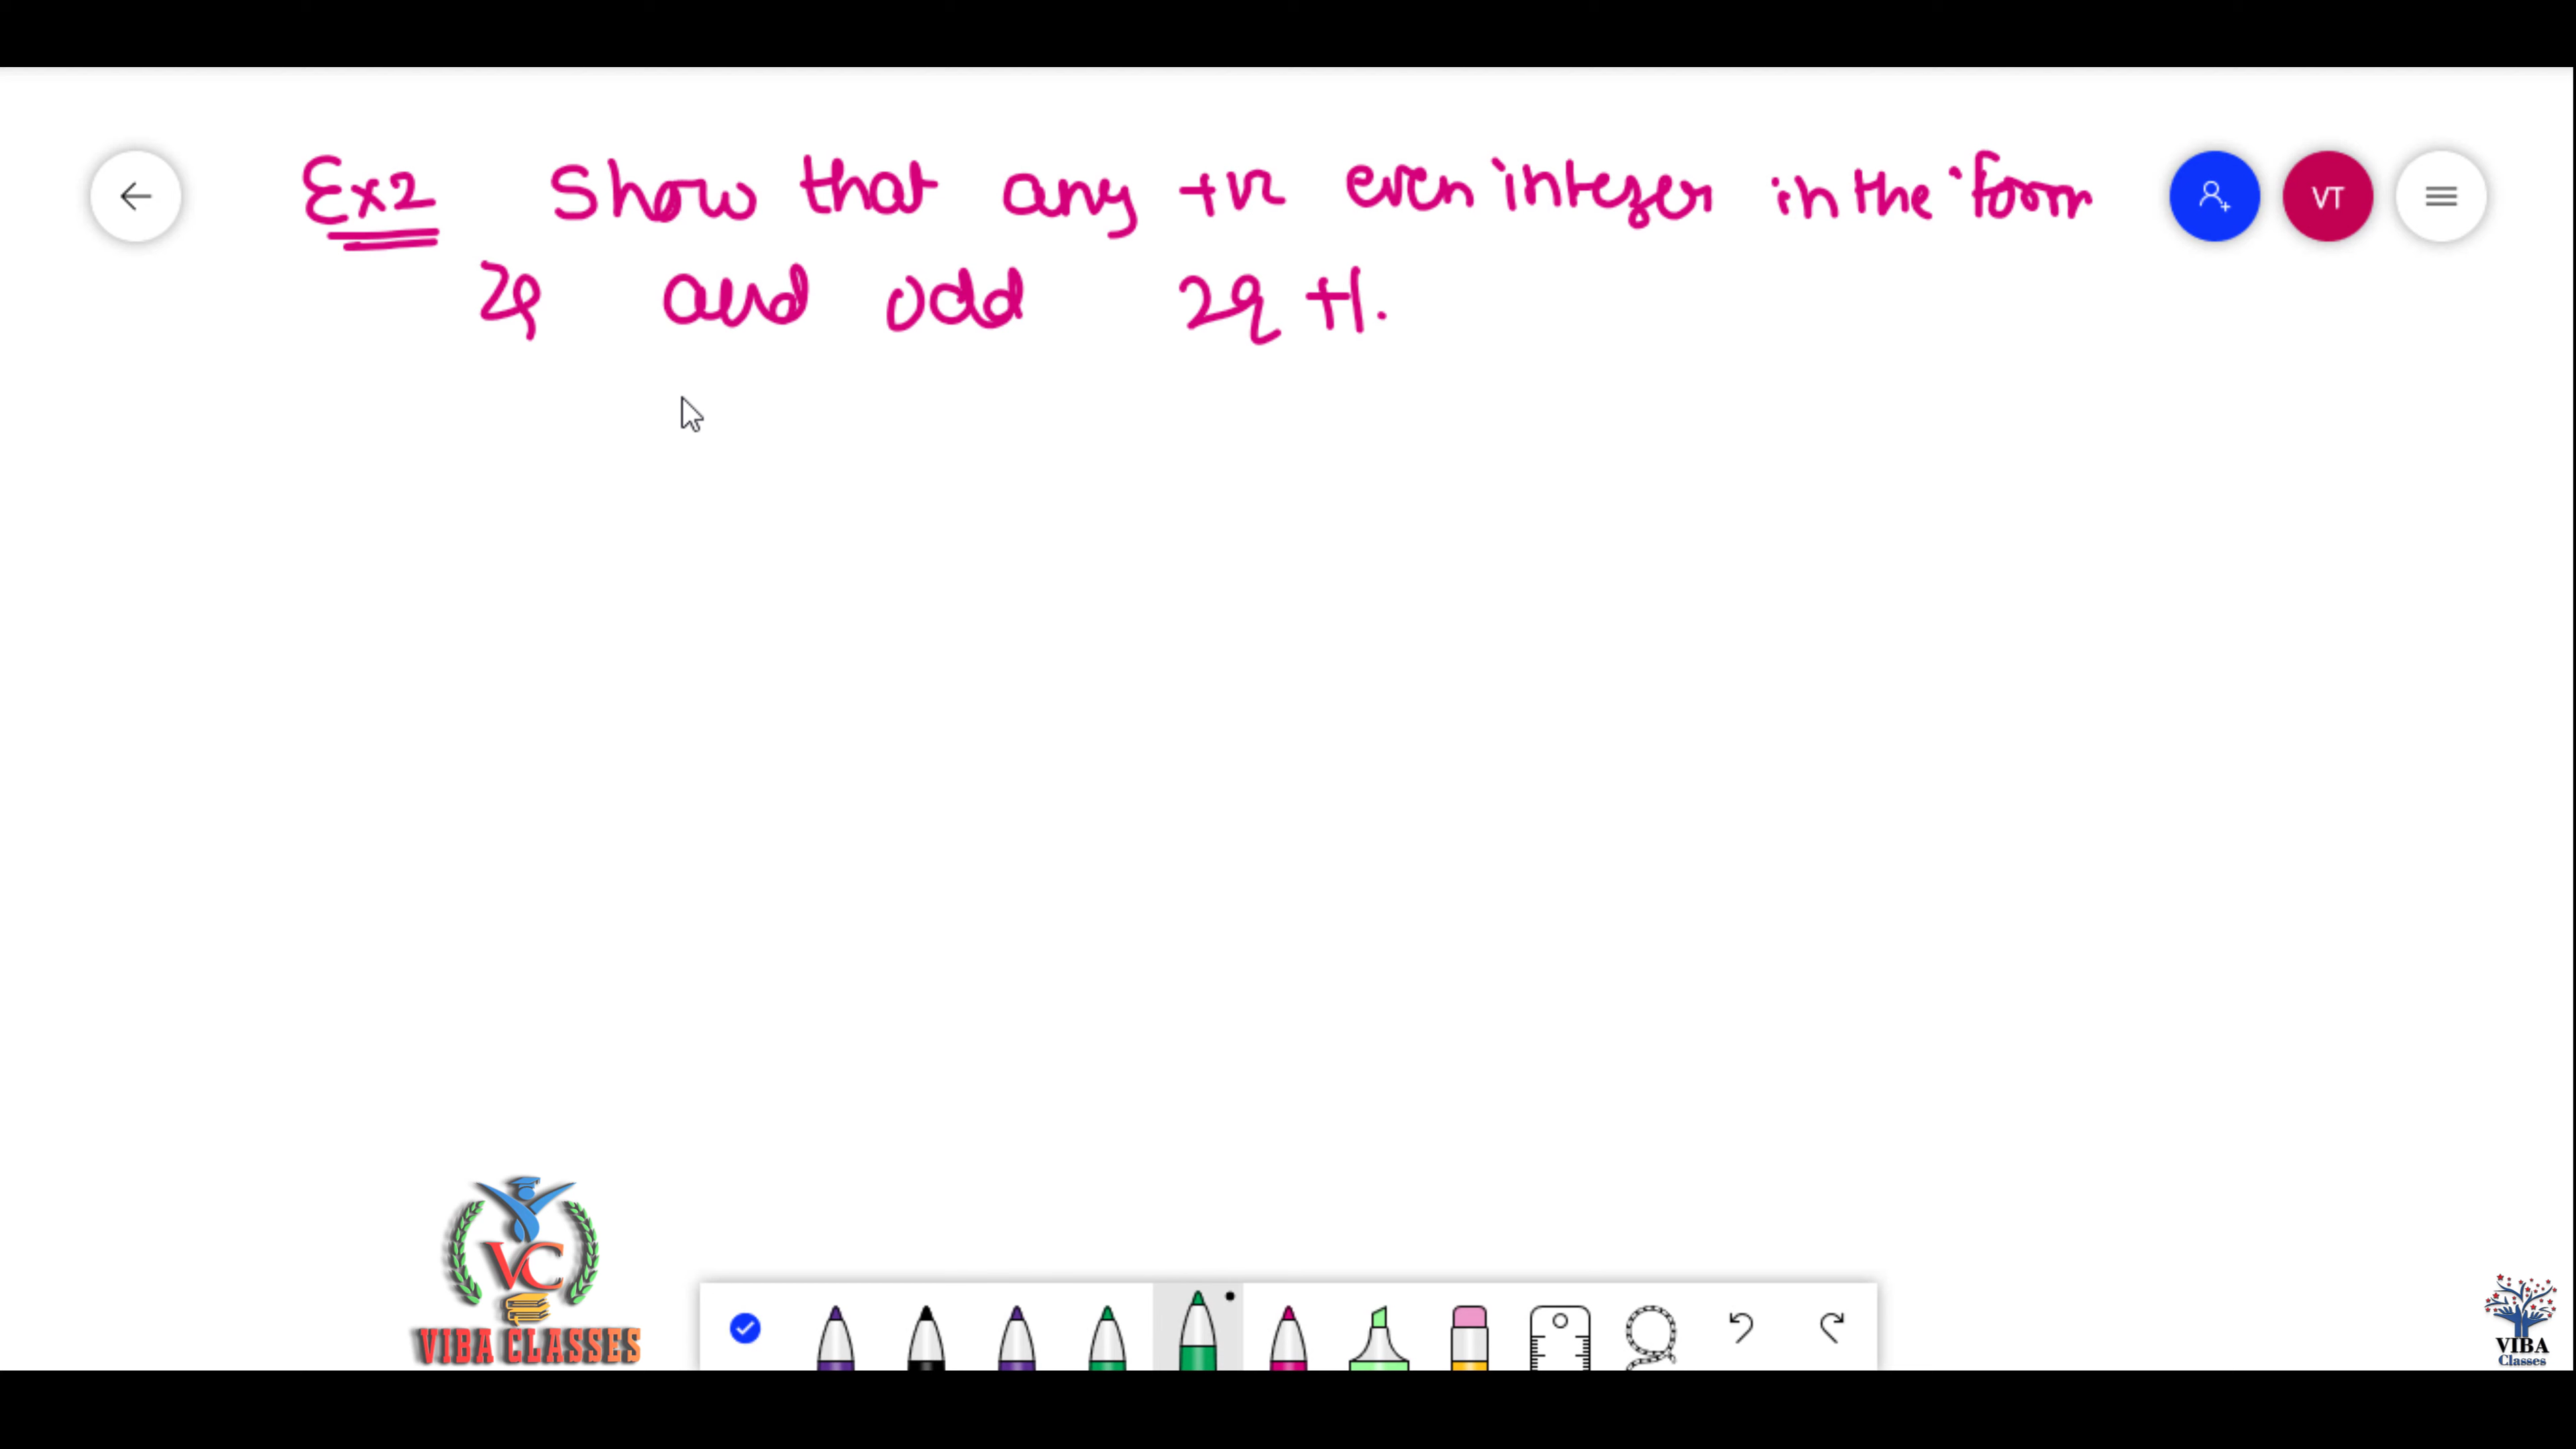 Ex2 Show that any +ve even integer in the form
2q and odd 2q +1.
VT
VC
VIBA CLASSES
VIBA
Classes